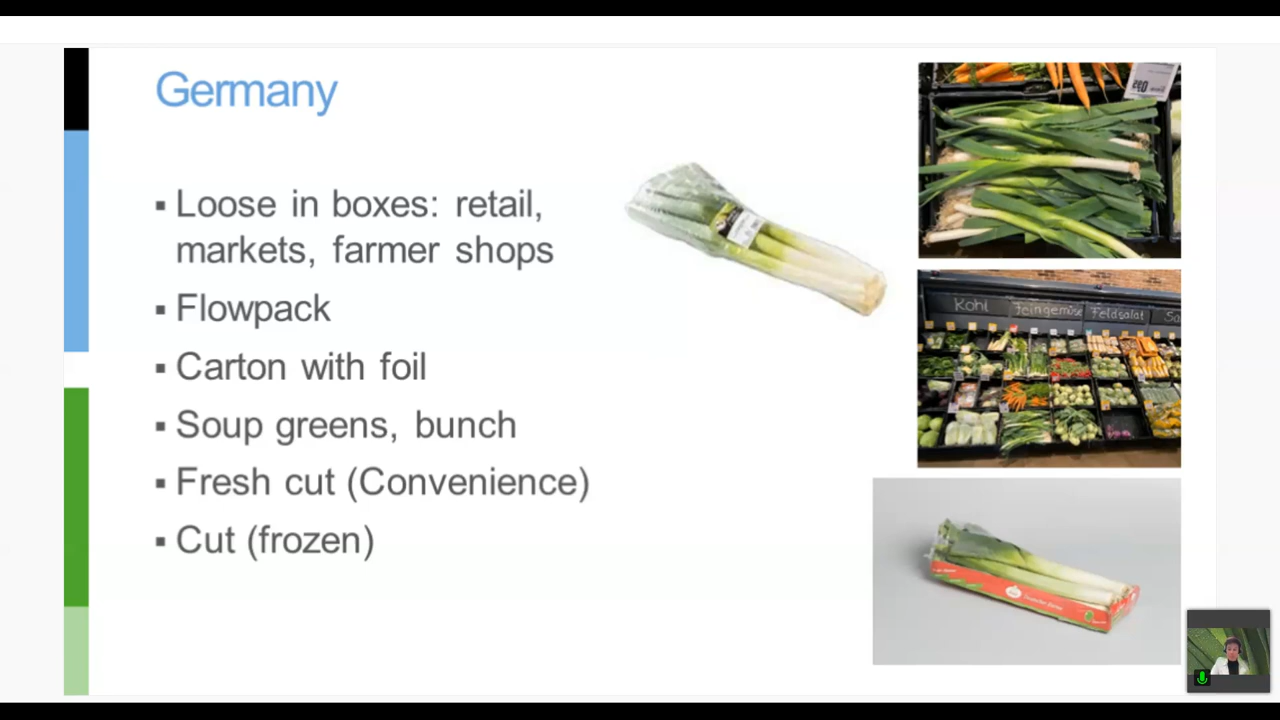 Germany
▪ Loose in boxes: retail,
markets, farmer shops
▪ Flowpack
▪ Carton with foil
▪ Soup greens, bunch
▪ Fresh cut (Convenience)
▪ Cut (frozen)
Kohl
Feingemüse
Feldsalat